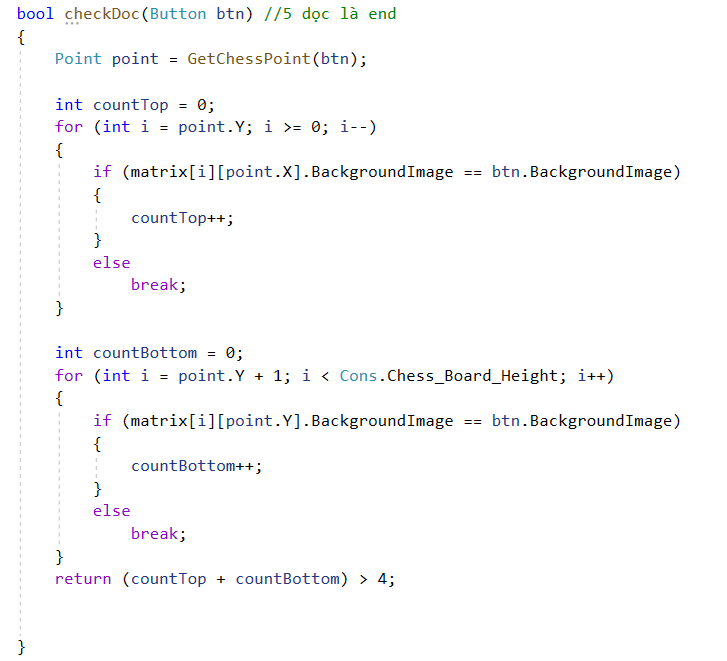 bool checkDoc(Button btn) //5 dọc là end
{
    Point point = GetChessPoint(btn);

    int countTop = 0;
    for (int i = point.Y; i >= 0; i--)
    {
        if (matrix[i][point.X].BackgroundImage == btn.BackgroundImage)
        {
            countTop++;
        }
        else
            break;
    }

    int countBottom = 0;
    for (int i = point.Y + 1; i < Cons.Chess_Board_Height; i++)
    {
        if (matrix[i][point.Y].BackgroundImage == btn.BackgroundImage)
        {
            countBottom++;
        }
        else
            break;
    }
    return (countTop + countBottom) > 4;


}